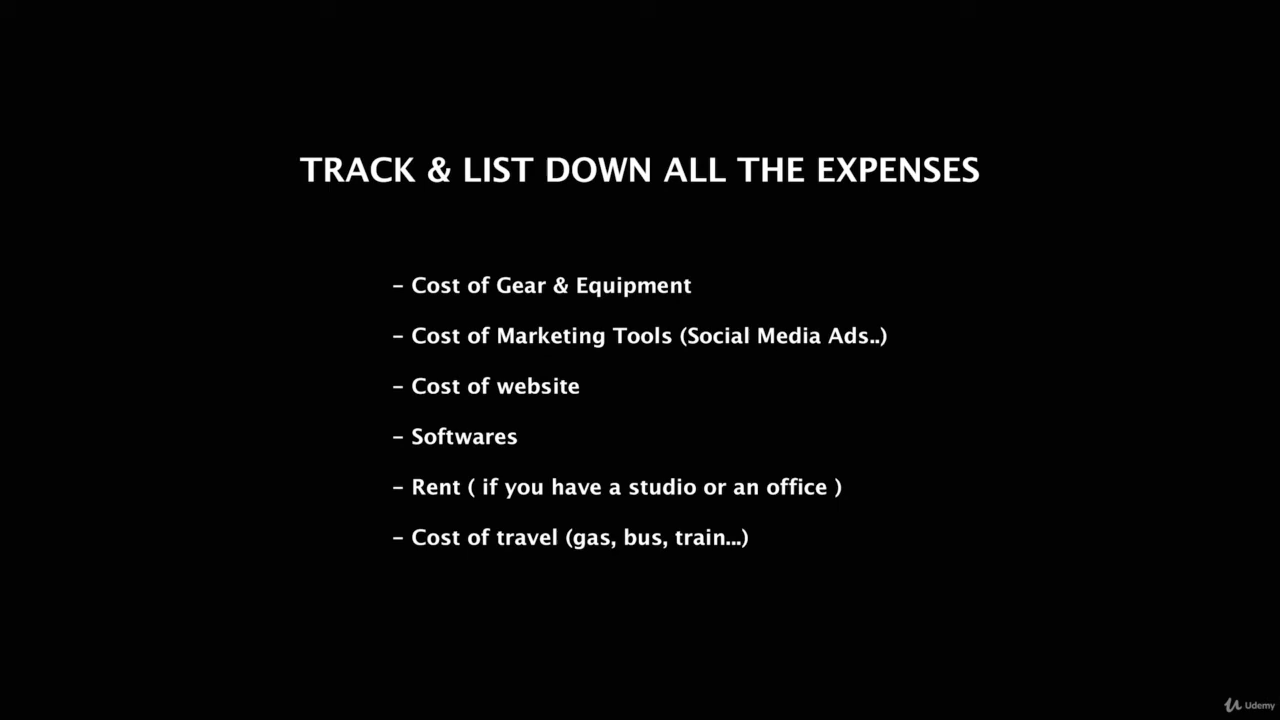 TRACK & LIST DOWN ALL THE EXPENSES
– Cost of Gear & Equipment
– Cost of Marketing Tools (Social Media Ads..)
– Cost of website
– Softwares
– Rent ( if you have a studio or an office )
– Cost of travel (gas, bus, train...)
Udemy